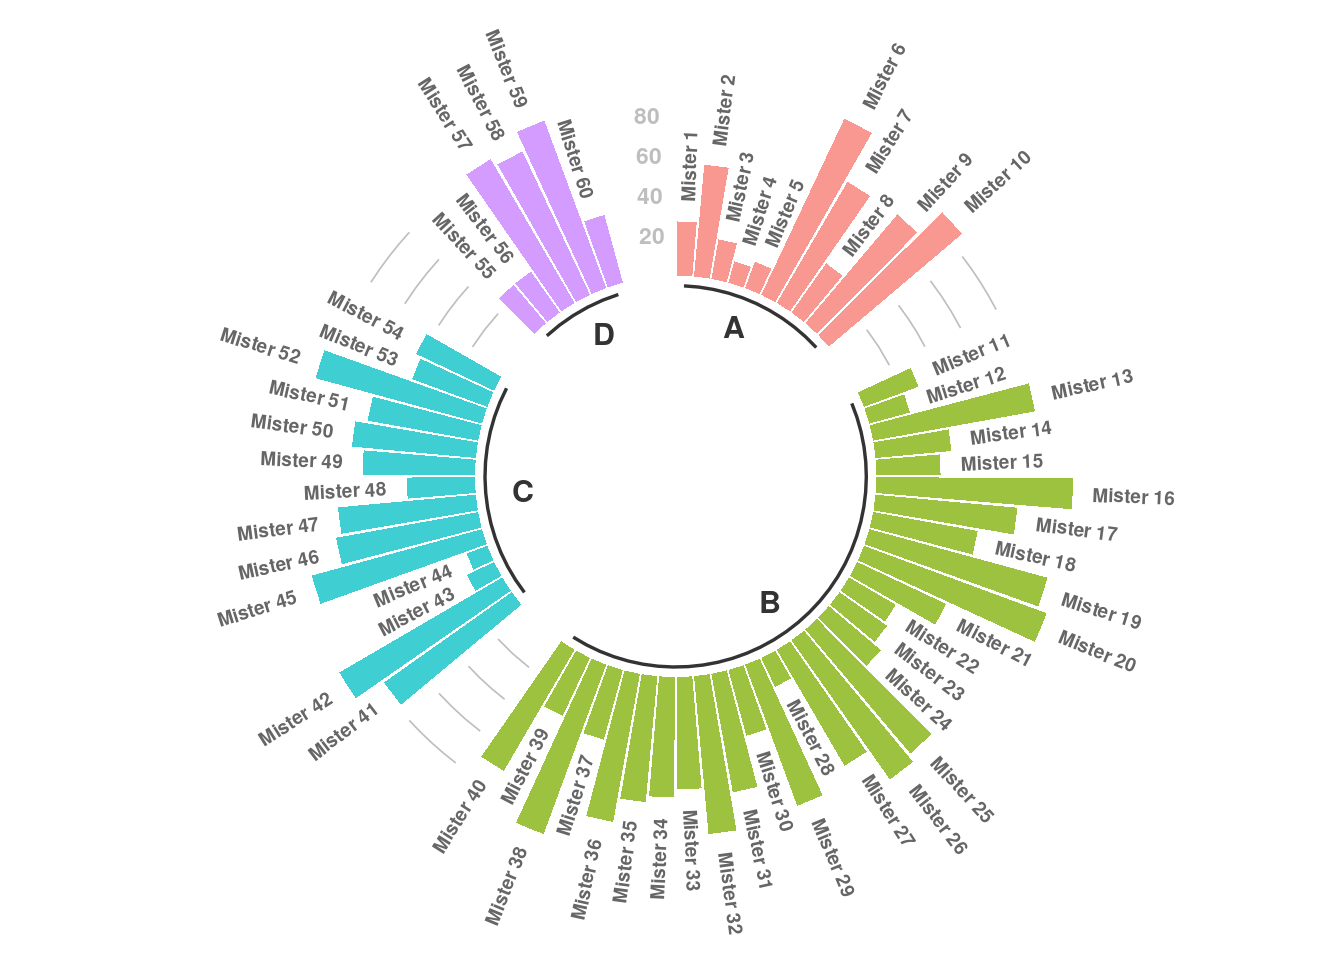 80
60
40
20
Mister 1
Mister 2
Mister 3
Mister 4
Mister 5
Mister 6
Mister 7
Mister 8
Mister 9
Mister 10
A
Mister 11
Mister 12
Mister 13
Mister 14
Mister 15
Mister 16
Mister 17
Mister 18
Mister 19
Mister 20
Mister 21
Mister 22
Mister 23
Mister 24
Mister 25
Mister 26
Mister 27
Mister 28
Mister 29
Mister 30
Mister 31
Mister 32
Mister 33
Mister 34
Mister 35
Mister 36
Mister 37
Mister 38
Mister 39
Mister 40
B
Mister 41
Mister 42
Mister 43
Mister 44
Mister 45
Mister 46
Mister 47
Mister 48
Mister 49
Mister 50
Mister 51
Mister 52
Mister 53
Mister 54
C
Mister 55
Mister 56
Mister 57
Mister 58
Mister 59
Mister 60
D